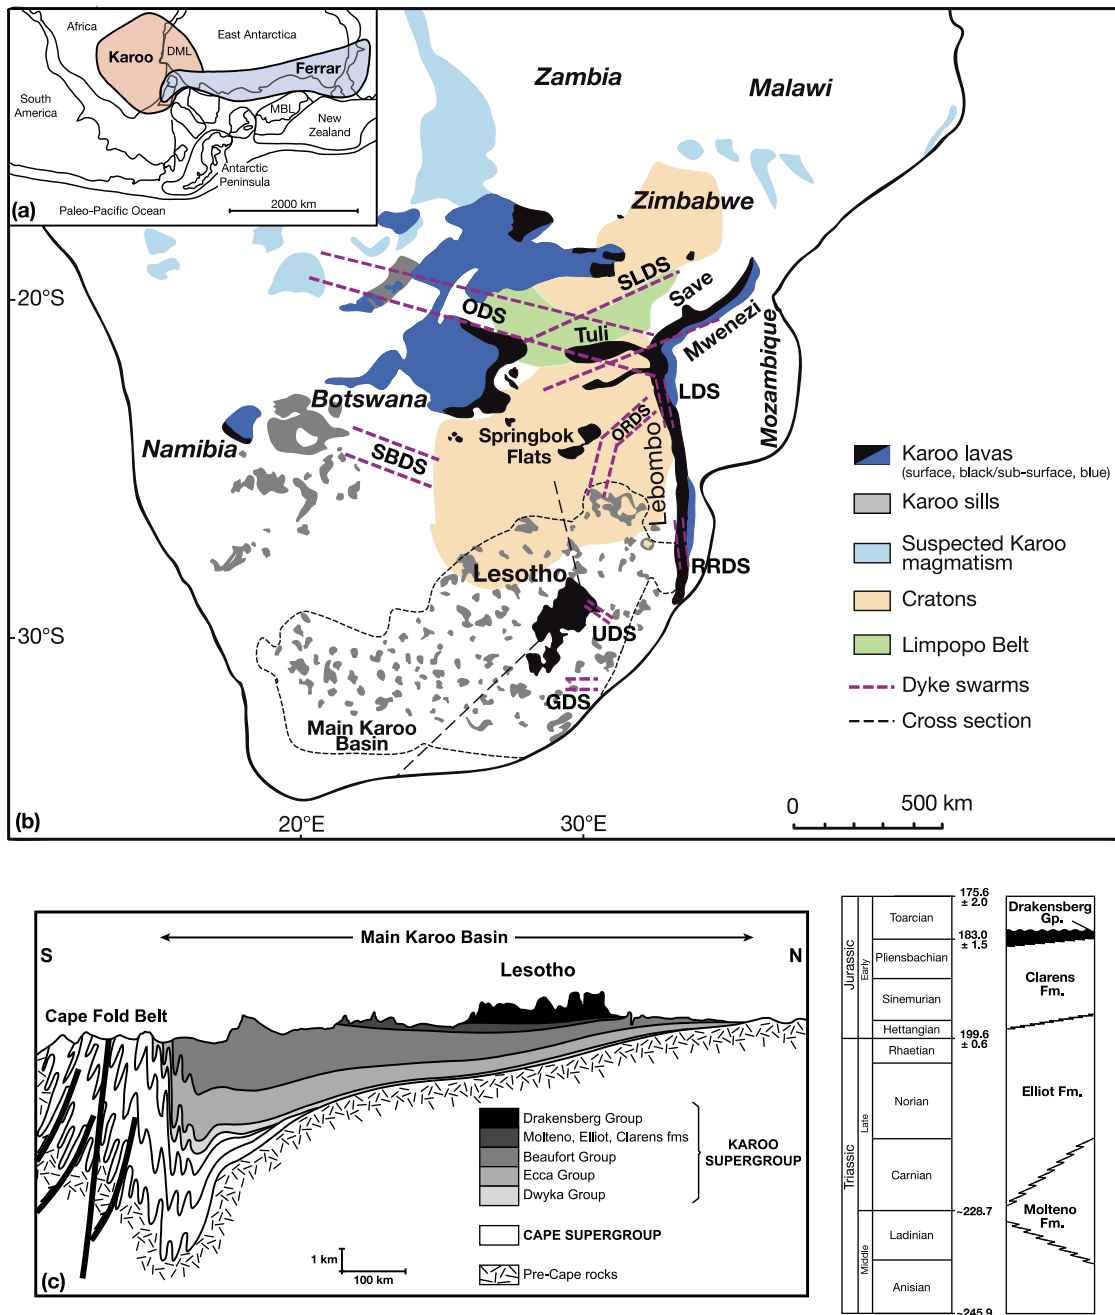 Africa
East Antarctica
Karoo
DML
Ferrar
South
America
MBL
New
Zealand
Antarctic
Peninsula
2000 km
(a)
Paleo-Pacific Ocean
Zambia
Malawi
Zimbabwe
20°S
SLDS
Save
ODS
Tuli
Mwenezi
Mozambique
Botswana
LDS
ORDS
Namibia
SBDS
Springbok
Flats
Lebombo
Lesotho
RRDS
30°S
UDS
GDS
Main Karoo
Basin
Karoo lavas
(surface, black/sub-surface, blue)
Karoo sills
Suspected Karoo
magmatism
Cratons
Limpopo Belt
Dyke swarms
Cross section
0
500 km
(b)
20°E
30°E
S
Main Karoo Basin
N
Lesotho
Cape Fold Belt
Drakensberg Group
Molteno, Elliot, Clarens fms
Beaufort Group
Ecca Group
Dwyka Group
KAROO
SUPERGROUP
CAPE SUPERGROUP
Pre-Cape rocks
1 km
100 km
(c)
175.6
± 2.0
Toarcian
Drakensberg
Gp.
183.0
± 1.5
Jurassic
Early
Pliensbachian
Clarens
Fm.
Sinemurian
Hettangian
199.6
± 0.6
Rhaetian
Norian
Elliot Fm.
Late
Triassic
Carnian
~228.7
Molteno
Fm.
Ladinian
Middle
Anisian
~245.9